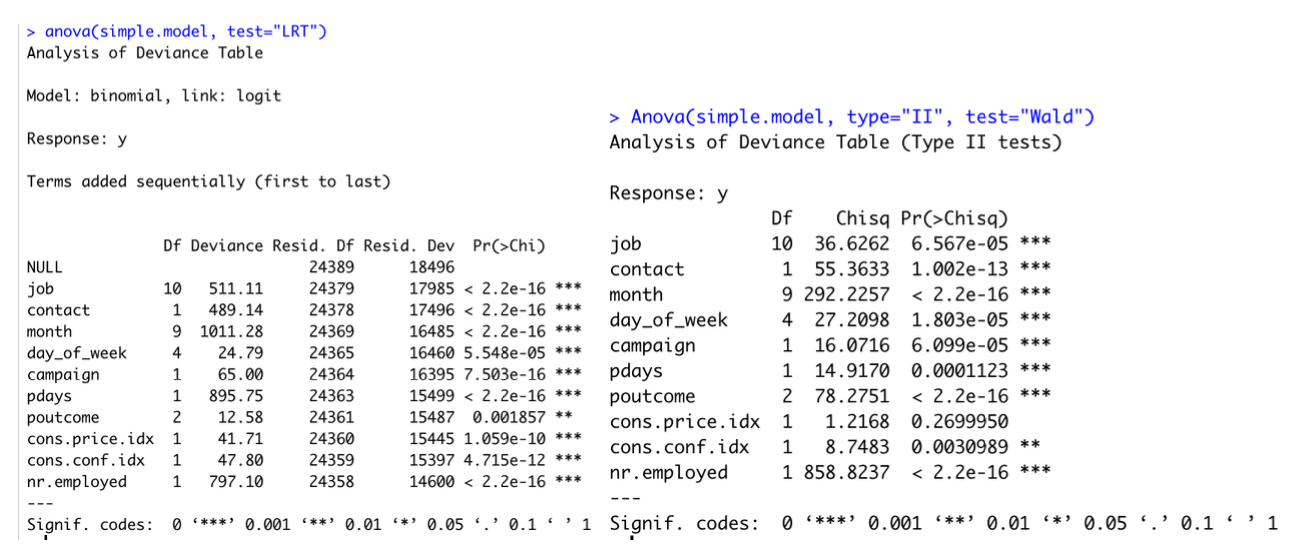 > anova(simple.model, test="LRT")
Analysis of Deviance Table
Model: binomial, link: logit
Response: y
Terms added sequentially (first to last)
Df Deviance Resid. Df Resid. Dev Pr(>Chi)
NULL 24389 18496
job 10 511.11 24379 17985 < 2.2e-16 ***
contact 1 489.14 24378 17496 < 2.2e-16 ***
month 9 1011.28 24369 16485 < 2.2e-16 ***
day_of_week 4 24.79 24365 16460 5.548e-05 ***
campaign 1 65.00 24364 16395 7.503e-16 ***
pdays 1 895.75 24363 15499 < 2.2e-16 ***
poutcome 2 12.58 24361 15487 0.001857 **
cons.price.idx 1 41.71 24360 15445 1.059e-10 ***
cons.conf.idx 1 47.80 24359 15397 4.715e-12 ***
nr.employed 1 797.10 24358 14600 < 2.2e-16 ***
---
Signif. codes: 0 ‘***’ 0.001 ‘**’ 0.01 ‘*’ 0.05 ‘.’ 0.1 ‘ ’ 1
> Anova(simple.model, type="II", test="Wald")
Analysis of Deviance Table (Type II tests)
Response: y
Df Chisq Pr(>Chisq)
job 10 36.6262 6.567e-05 ***
contact 1 55.3633 1.002e-13 ***
month 9 292.2257 < 2.2e-16 ***
day_of_week 4 27.2098 1.803e-05 ***
campaign 1 16.0716 6.099e-05 ***
pdays 1 14.9170 0.0001123 ***
poutcome 2 78.2751 < 2.2e-16 ***
cons.price.idx 1 1.2168 0.2699950
cons.conf.idx 1 8.7483 0.0030989 **
nr.employed 1 858.8237 < 2.2e-16 ***
---
Signif. codes: 0 ‘***’ 0.001 ‘**’ 0.01 ‘*’ 0.05 ‘.’ 0.1 ‘ ’ 1